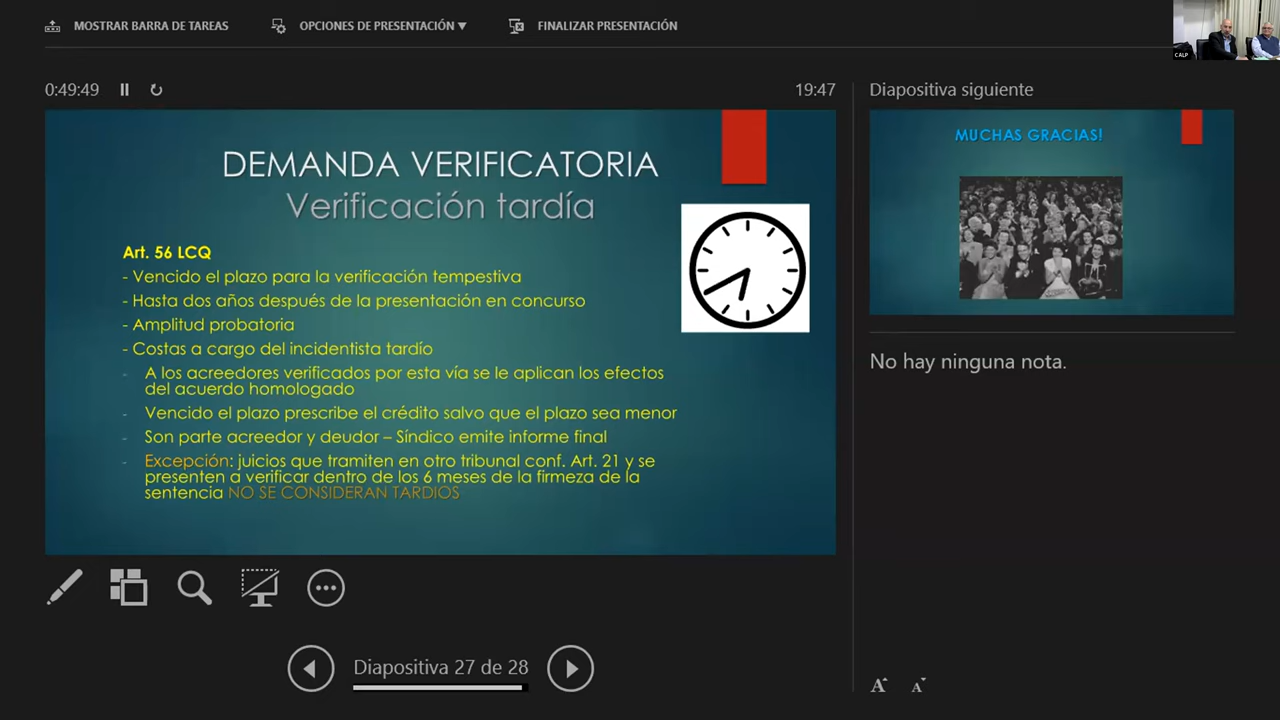 MOSTRAR BARRA DE TAREAS
OPCIONES DE PRESENTACIÓN
FINALIZAR PRESENTACIÓN
CALP
0:49:49
19:47
Diapositiva siguiente
DEMANDA VERIFICATORIA
Verificación tardía
Art. 56 LCQ
- Vencido el plazo para la verificación tempestiva
- Hasta dos años después de la presentación en concurso
- Amplitud probatoria
- Costas a cargo del incidentista tardío
- A los acreedores verificados por esta vía se le aplican los efectos
del acuerdo homologado
- Vencido el plazo prescribe el crédito salvo que el plazo sea menor
- Son parte acreedor y deudor – Síndico emite informe final
- Excepción: juicios que tramiten en otro tribunal conf. Art. 21 y se
presenten a verificar dentro de los 6 meses de la firmeza de la
sentencia NO SE CONSIDERAN TARDIOS
MUCHAS GRACIAS!
No hay ninguna nota.
Diapositiva 27 de 28
A A